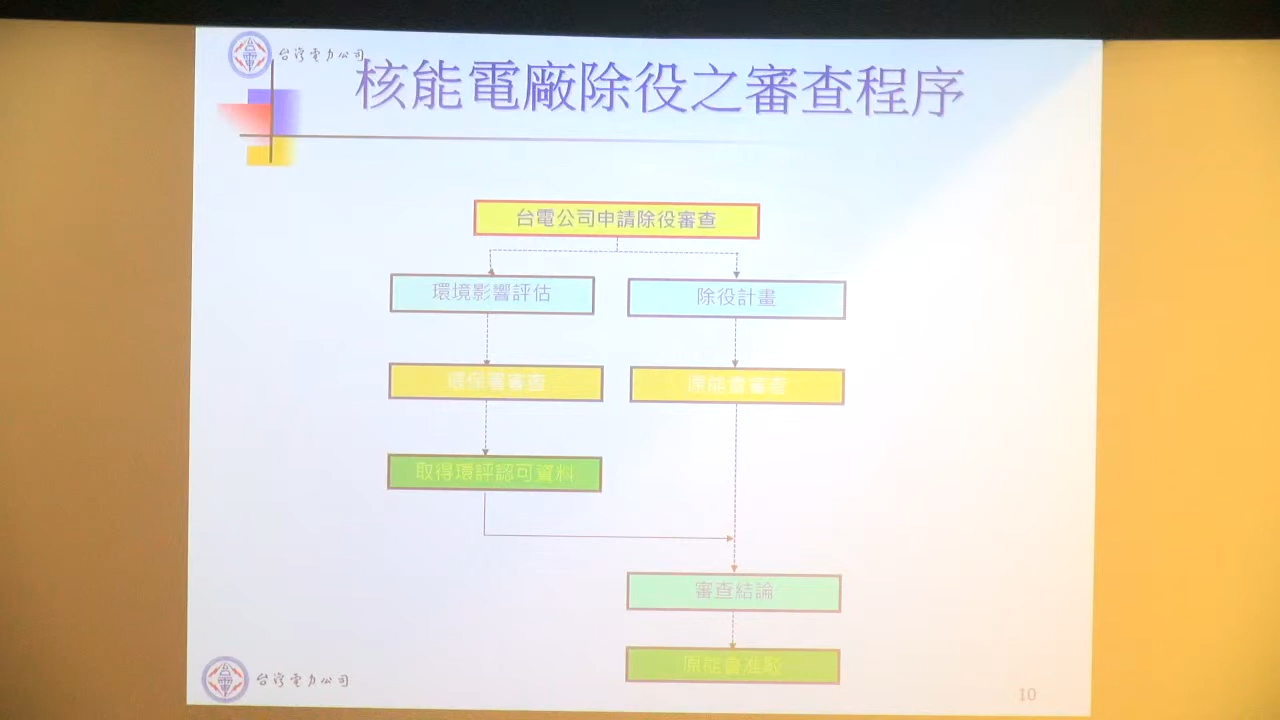 台灣電力公司
核能電廠除役之審查程序
台電公司申請除役審查
環境影響評估
除役計畫
環保署審查
原能會審查
取得環評認可資料
審查結論
原能會准駁
台灣電力公司
10